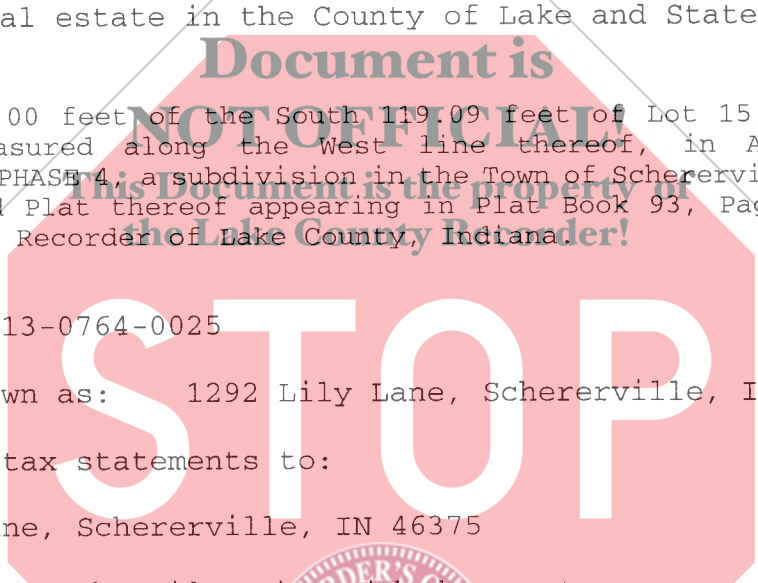 al estate in the County of Lake and State
Document is
00 feet of the South 119.09 feet of Lot 15
NOT OFFICIAL!
asured along the West line thereof, in A
PHASE 4, a subdivision in the Town of Scherervi
This Document is the property of
Plat thereof appearing in Plat Book 93, Pag
the Lake County Recorder!
Recorder of Lake County, Indiana.
13-0764-0025
STOP
wn as: 1292 Lily Lane, Schererville, I
tax statements to:
ne, Schererville, IN 46375